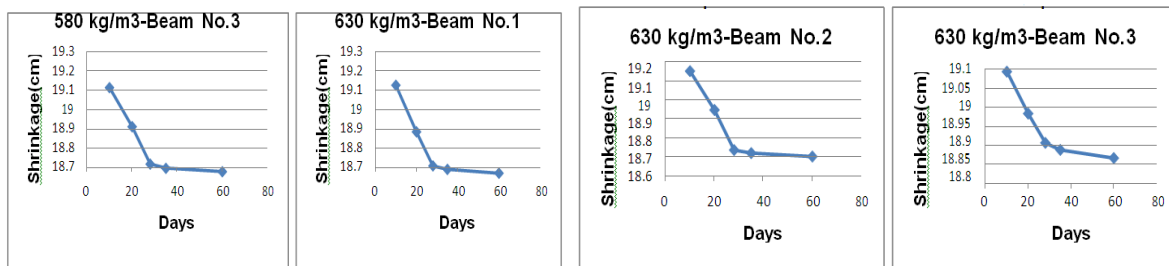 580 kg/m3-Beam No.3
Shrinkage(cm)
19.3
19.2
19.1
19
18.9
18.8
18.7
0 20 40 60 80
Days
630 kg/m3-Beam No.1
Shrinkage(cm)
19.3
19.2
19.1
19
18.9
18.8
18.7
0 20 40 60 80
Days
630 kg/m3-Beam No.2
Shrinkage(cm)
19.2
19.1
19
18.9
18.8
18.7
18.6
0 20 40 60 80
Days
630 kg/m3-Beam No.3
Shrinkage(cm)
19.1
19.05
19
18.95
18.9
18.85
18.8
0 20 40 60 80
Days